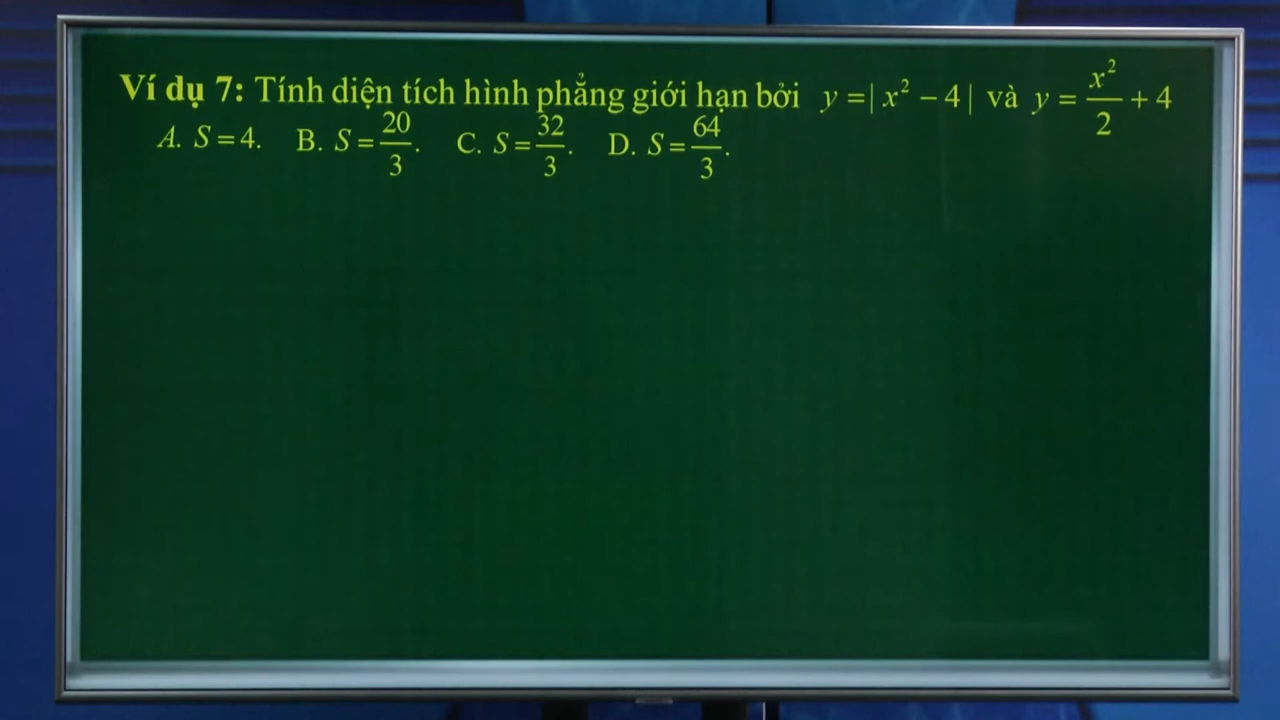 Ví dụ 7: Tính diện tích hình phẳng giới hạn bởi y =| x² − 4 | và y = x²/2 + 4
A. S = 4. B. S = 20/3. C. S = 32/3. D. S = 64/3.